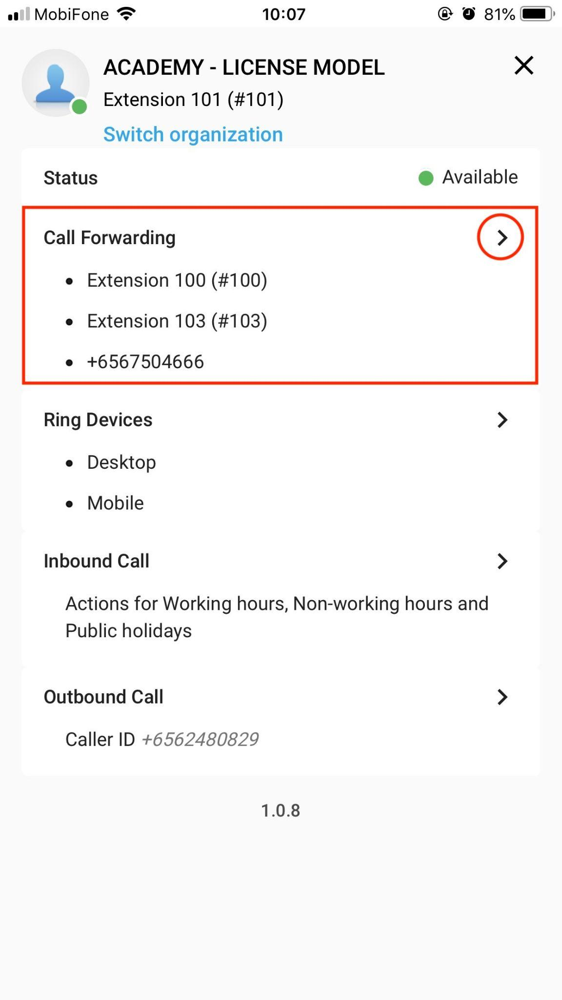 MobiFone
10:07
81%
ACADEMY - LICENSE MODEL
Extension 101 (#101)
Switch organization
Status
Available
Call Forwarding
Extension 100 (#100)
Extension 103 (#103)
+6567504666
Ring Devices
Desktop
Mobile
Inbound Call
Actions for Working hours, Non-working hours and
Public holidays
Outbound Call
Caller ID +6562480829
1.0.8